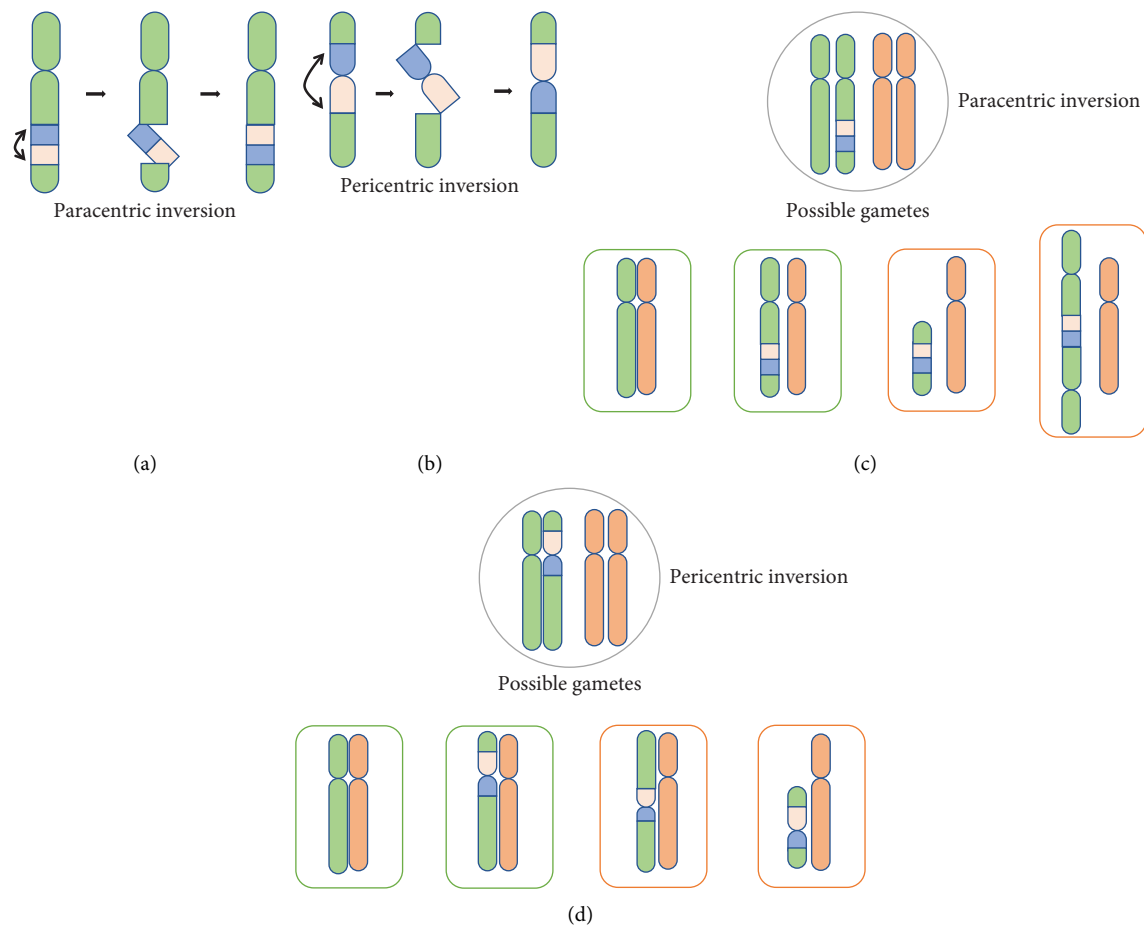 Paracentric inversion
Pericentric inversion
Paracentric inversion
Possible gametes
(a)
(b)
(c)
Pericentric inversion
Possible gametes
(d)